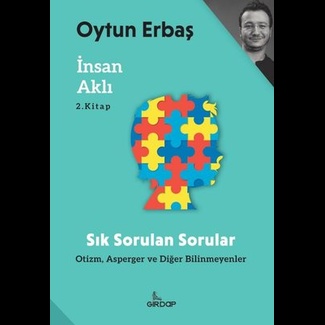 Oytun Erbaş
İnsan
Aklı
2.Kitap
Sık Sorulan Sorular
Otizm, Asperger ve Diğer Bilinmeyenler
GİRDAP